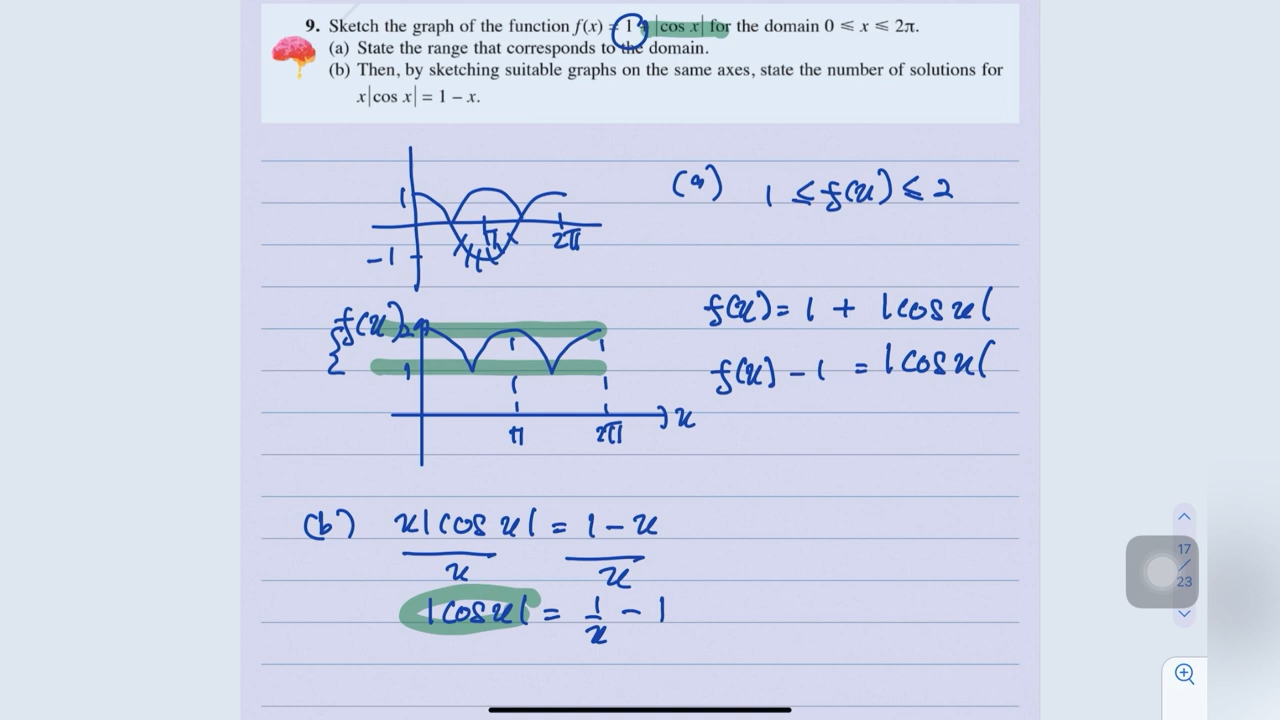 9. Sketch the graph of the function f(x) = 1 + |cos x| for the domain 0 ≤ x ≤ 2π.
(a) State the range that corresponds to the domain.
(b) Then, by sketching suitable graphs on the same axes, state the number of solutions for
x|cos x| = 1 – x.
1
-1
π
2π
(a) 1 ≤ f(x) ≤ 2
f(x)
2
1
π
2π
x
f(x) = 1 + |cos x|
f(x) - 1 = |cos x|
(b) x|cos x| = 1 - x
x x
|cos x| = 1/x - 1
17
/
23